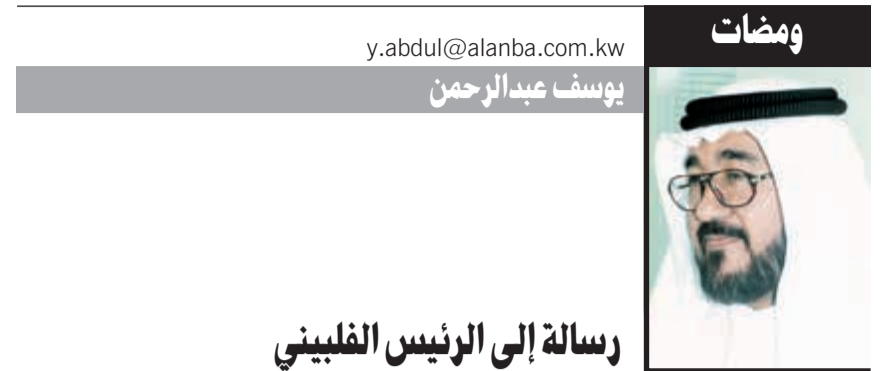 ومضات
y.abdul@alanba.com.kw
يوسف عبدالرحمن
رسالة إلى الرئيس الفلبيني